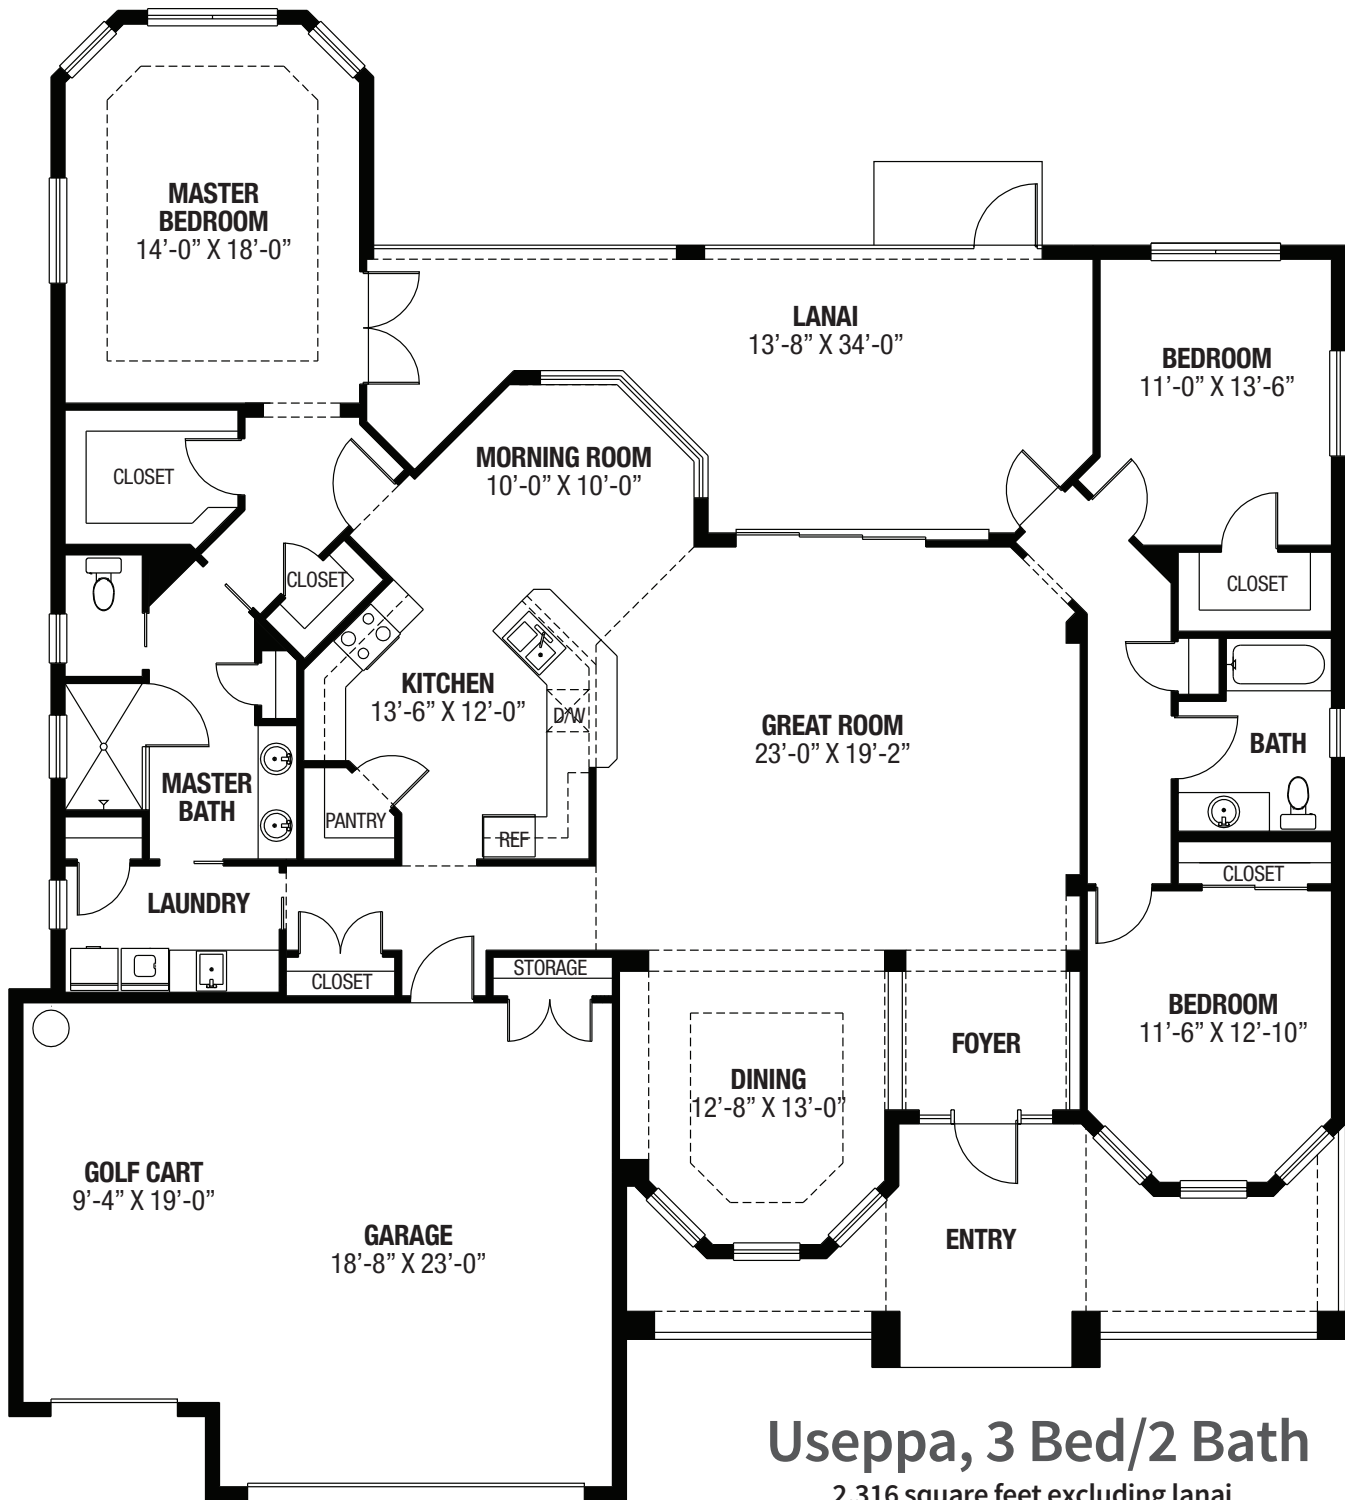 MASTER
BEDROOM
14’-0” X 18’-0”
LANAI
13’-8” X 34’-0”
BEDROOM
11’-0” X 13’-6”
MORNING ROOM
10’-0” X 10’-0”
CLOSET
CLOSET
CLOSET
KITCHEN
13’-6” X 12’-0”
D/W
GREAT ROOM
23’-0” X 19’-2”
BATH
MASTER
BATH
PANTRY
REF
CLOSET
LAUNDRY
STORAGE
CLOSET
BEDROOM
11’-6” X 12’-10”
FOYER
DINING
12’-8” X 13’-0”
GOLF CART
9’-4” X 19’-0”
GARAGE
18’-8” X 23’-0”
ENTRY
Useppa, 3 Bed/2 Bath
2,316 square feet excluding lanai